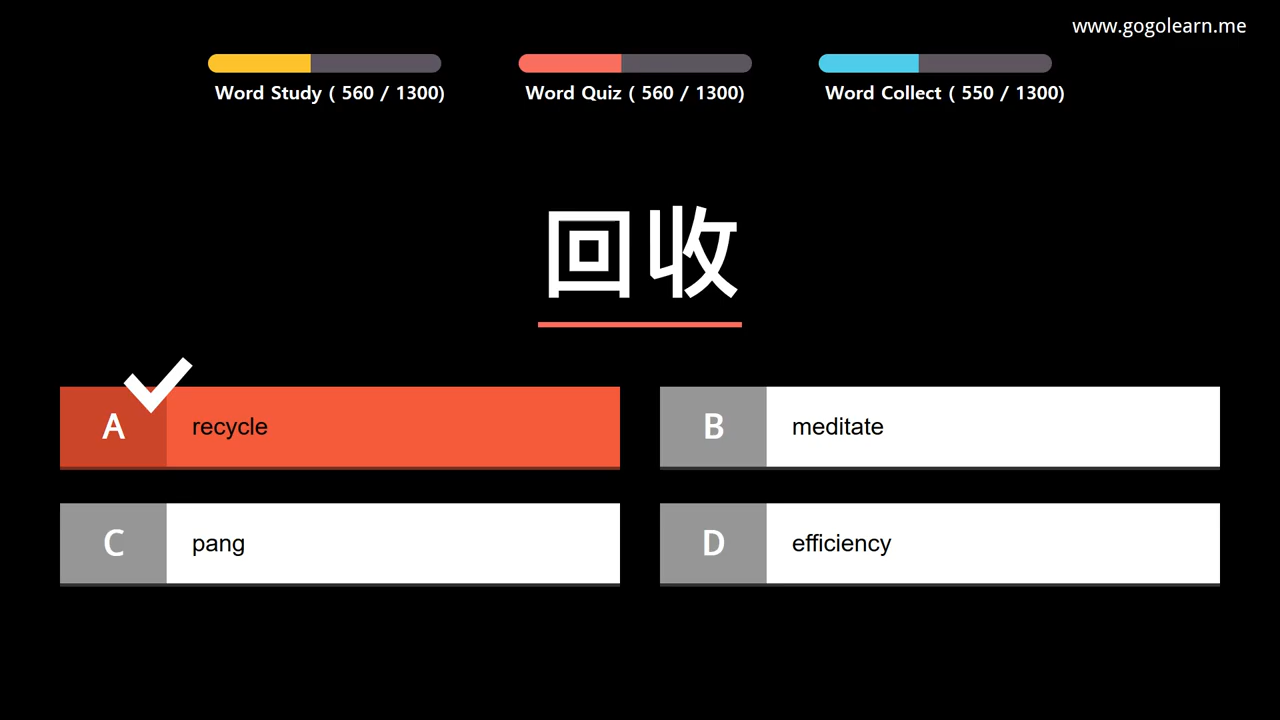 www.gogolearn.me
Word Study ( 560 / 1300)
Word Quiz ( 560 / 1300)
Word Collect ( 550 / 1300)
回收
A recycle
B meditate
C pang
D efficiency